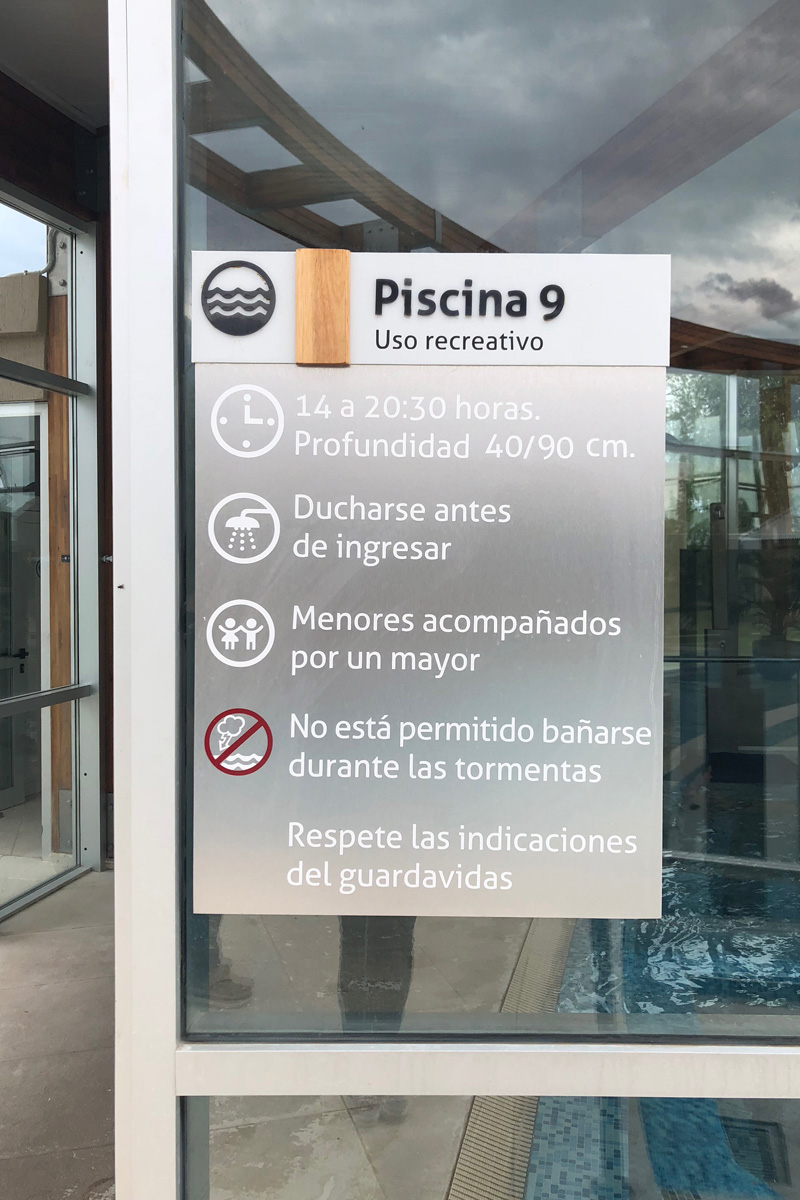 Piscina 9
Uso recreativo
14 a 20:30 horas.
Profundidad 40/90 cm.
Ducharse antes
de ingresar
Menores acompañados
por un mayor
No está permitido bañarse
durante las tormentas
Respete las indicaciones
del guardavidas